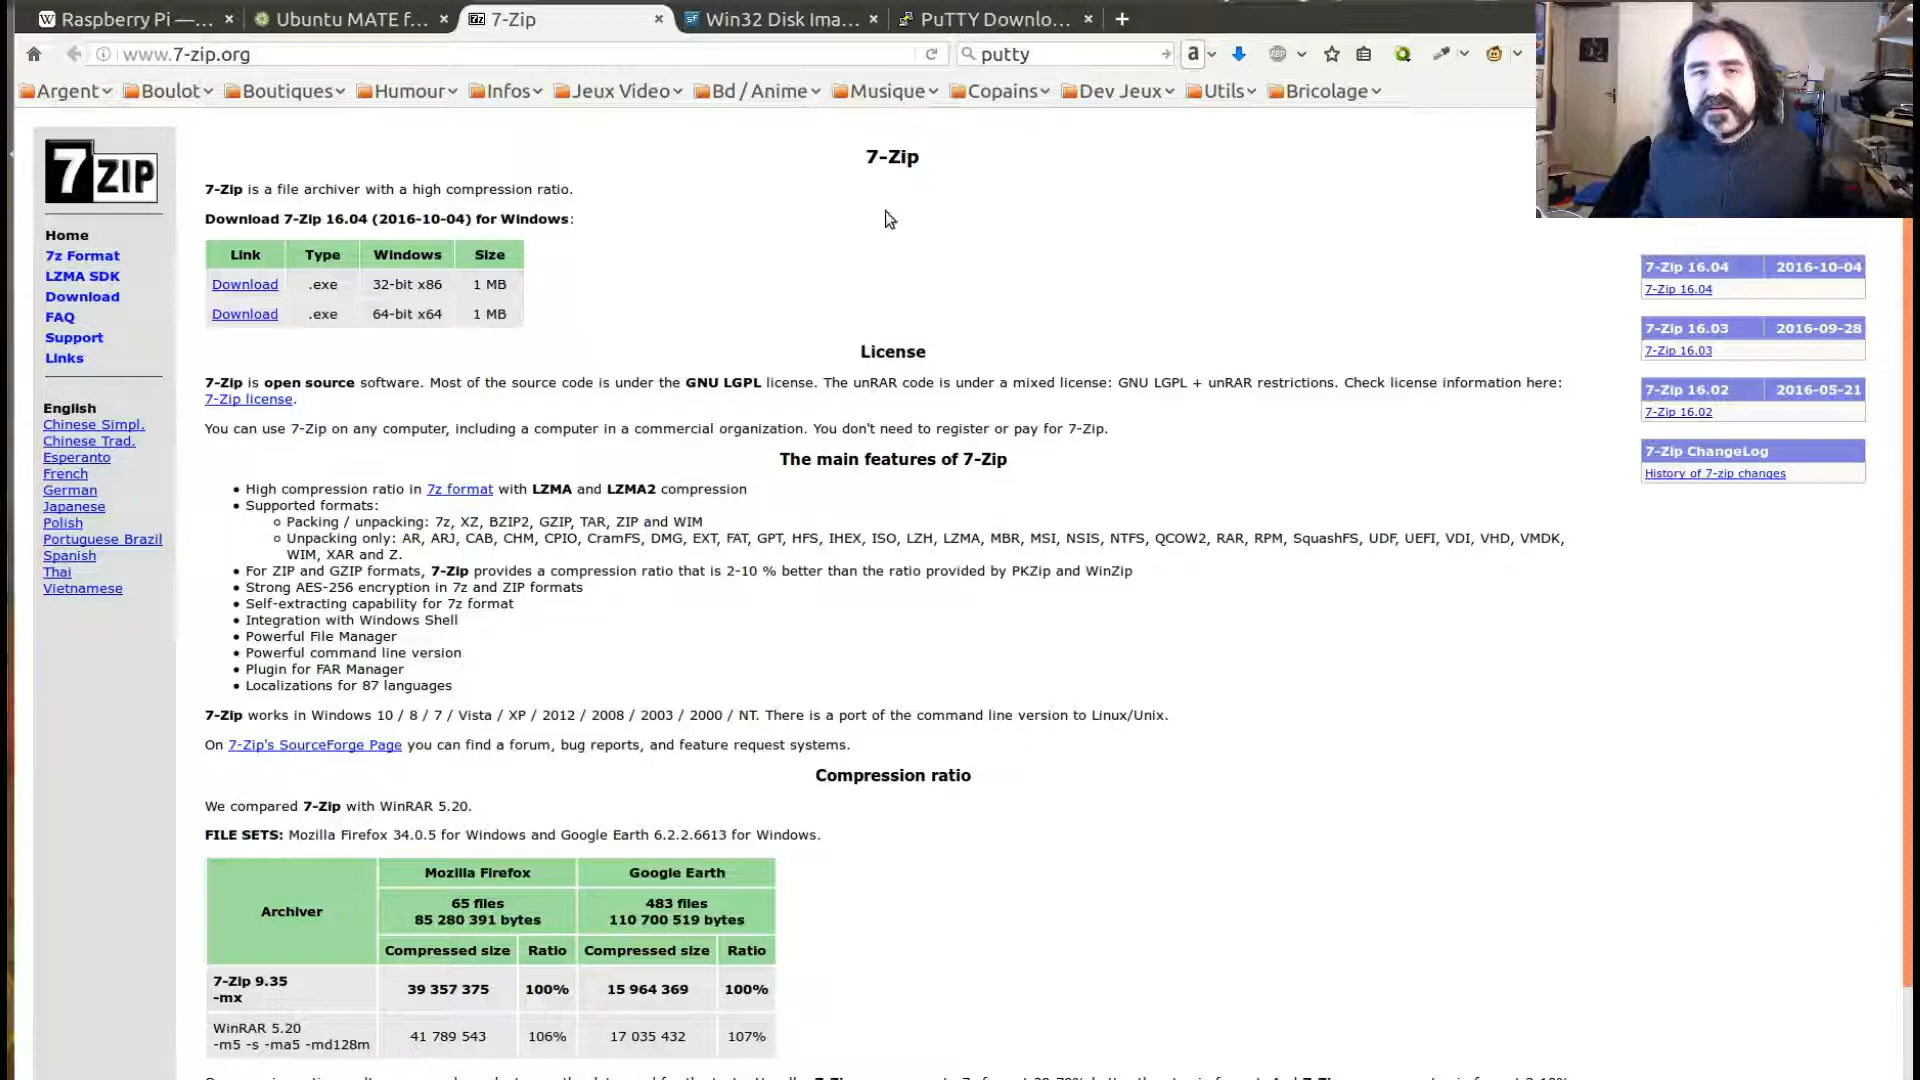 Raspberry Pi —...
Ubuntu MATE f...
7-Zip
Win32 Disk Ima...
PuTTY Downlo...
www.7-zip.org
putty
Argent
Boulot
Boutiques
Humour
Infos
Jeux Video
Bd / Anime
Musique
Copains
Dev Jeux
Utils
Bricolage
7ZIP
Home
7z Format
LZMA SDK
Download
FAQ
Support
Links
English
Chinese Simpl.
Chinese Trad.
Esperanto
French
German
Japanese
Polish
Portuguese Brazil
Spanish
Thai
Vietnamese
7-Zip
7-Zip is a file archiver with a high compression ratio.
Download 7-Zip 16.04 (2016-10-04) for Windows:
Link Type Windows Size
Download .exe 32-bit x86 1 MB
Download .exe 64-bit x64 1 MB
License
7-Zip is open source software. Most of the source code is under the GNU LGPL license. The unRAR code is under a mixed license: GNU LGPL + unRAR restrictions. Check license information here:
7-Zip license.
You can use 7-Zip on any computer, including a computer in a commercial organization. You don't need to register or pay for 7-Zip.
The main features of 7-Zip
• High compression ratio in 7z format with LZMA and LZMA2 compression
• Supported formats:
○ Packing / unpacking: 7z, XZ, BZIP2, GZIP, TAR, ZIP and WIM
○ Unpacking only: AR, ARJ, CAB, CHM, CPIO, CramFS, DMG, EXT, FAT, GPT, HFS, IHEX, ISO, LZH, LZMA, MBR, MSI, NSIS, NTFS, QCOW2, RAR, RPM, SquashFS, UDF, UEFI, VDI, VHD, VMDK,
WIM, XAR and Z.
• For ZIP and GZIP formats, 7-Zip provides a compression ratio that is 2-10 % better than the ratio provided by PKZip and WinZip
• Strong AES-256 encryption in 7z and ZIP formats
• Self-extracting capability for 7z format
• Integration with Windows Shell
• Powerful File Manager
• Powerful command line version
• Plugin for FAR Manager
• Localizations for 87 languages
7-Zip works in Windows 10 / 8 / 7 / Vista / XP / 2012 / 2008 / 2003 / 2000 / NT. There is a port of the command line version to Linux/Unix.
On 7-Zip's SourceForge Page you can find a forum, bug reports, and feature request systems.
Compression ratio
We compared 7-Zip with WinRAR 5.20.
FILE SETS: Mozilla Firefox 34.0.5 for Windows and Google Earth 6.2.2.6613 for Windows.
Archiver
Mozilla Firefox Google Earth
65 files 483 files
85 280 391 bytes 110 700 519 bytes
Compressed size Ratio Compressed size Ratio
7-Zip 9.35
-mx
39 357 375 100% 15 964 369 100%
WinRAR 5.20
-m5 -s -ma5 -md128m
41 789 543 106% 17 035 432 107%
7-Zip 16.04 2016-10-04
7-Zip 16.04
7-Zip 16.03 2016-09-28
7-Zip 16.03
7-Zip 16.02 2016-05-21
7-Zip 16.02
7-Zip ChangeLog
History of 7-zip changes